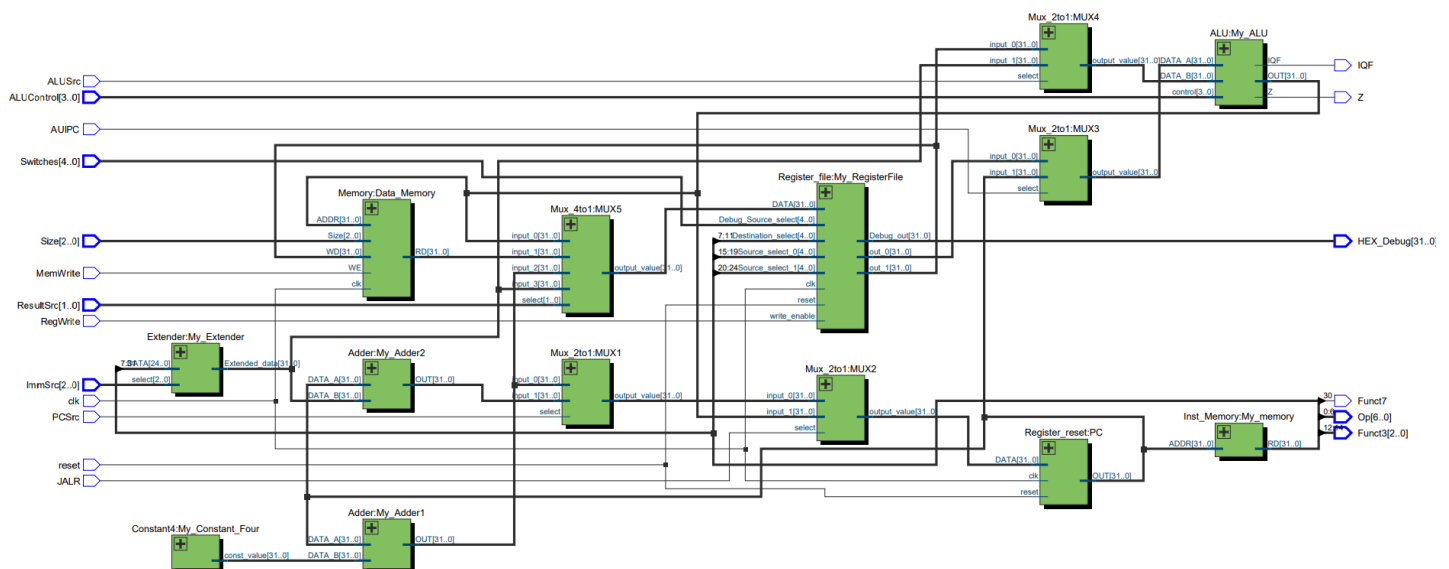 ALUSrc
ALUControl[3..0]
AUIPC
Switches[4..0]
Size[2..0]
MemWrite
ResultSrc[1..0]
RegWrite
ImmSrc[2..0]
clk
PCSrc
reset
JALR
Mux_2to1:MUX4
input_0[31..0]
input_1[31..0]
select
output_value[31..0]
ALU:My_ALU
DATA_A[31..0]
DATA_B[31..0]
control[3..0]
IQF
OUT[31..0]
Z
IQF
Z
Mux_2to1:MUX3
input_0[31..0]
input_1[31..0]
select
output_value[31..0]
Memory:Data_Memory
ADDR[31..0]
Size[2..0]
WD[31..0]
WE
clk
RD[31..0]
Mux_4to1:MUX5
input_0[31..0]
input_1[31..0]
input_2[31..0]
input_3[31..0]
select[1..0]
output_value[31..0]
Register_file:My_RegisterFile
DATA[31..0]
Debug_Source_select[4..0]
7:11 Destination_select[4..0]
15:19 Source_select_0[4..0]
20:24 Source_select_1[4..0]
clk
reset
write_enable
Debug_out[31..0]
out_0[31..0]
out_1[31..0]
HEX_Debug[31..0]
Extender:My_Extender
DATA[24..0]
select[2..0]
Extended_data[31..0]
Adder:My_Adder2
DATA_A[31..0]
DATA_B[31..0]
OUT[31..0]
Mux_2to1:MUX1
input_0[31..0]
input_1[31..0]
select
output_value[31..0]
Mux_2to1:MUX2
input_0[31..0]
input_1[31..0]
select
output_value[31..0]
Register_reset:PC
DATA[31..0]
clk
reset
OUT[31..0]
Inst_Memory:My_memory
ADDR[31..0]
RD[31..0]
30
0:6
Funct7
Op[6..0]
Funct3[2..0]
Constant4:My_Constant_Four
const_value[31..0]
Adder:My_Adder1
DATA_A[31..0]
DATA_B[31..0]
OUT[31..0]